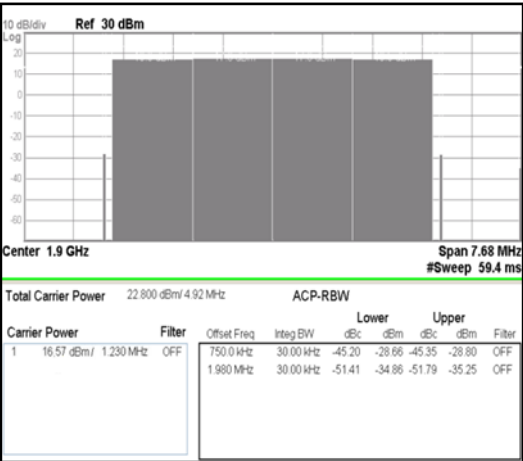 10 dB/div Ref 30 dBm
Log
20
10
0
-10
-20
-30
-40
-50
-60
Center 1.9 GHz Span 7.68 MHz
#Sweep 59.4 ms
Total Carrier Power 22.800 dBm/ 4.92 MHz ACP-RBW
Lower Upper
Carrier Power Filter Offset Freq Integ BW dBc dBm dBc dBm Filter
1 16.57 dBm / 1.230 MHz OFF 750.0 kHz 30.00 kHz -45.20 -28.66 -45.35 -28.80 OFF
1.980 MHz 30.00 kHz -51.41 -34.86 -51.79 -35.25 OFF